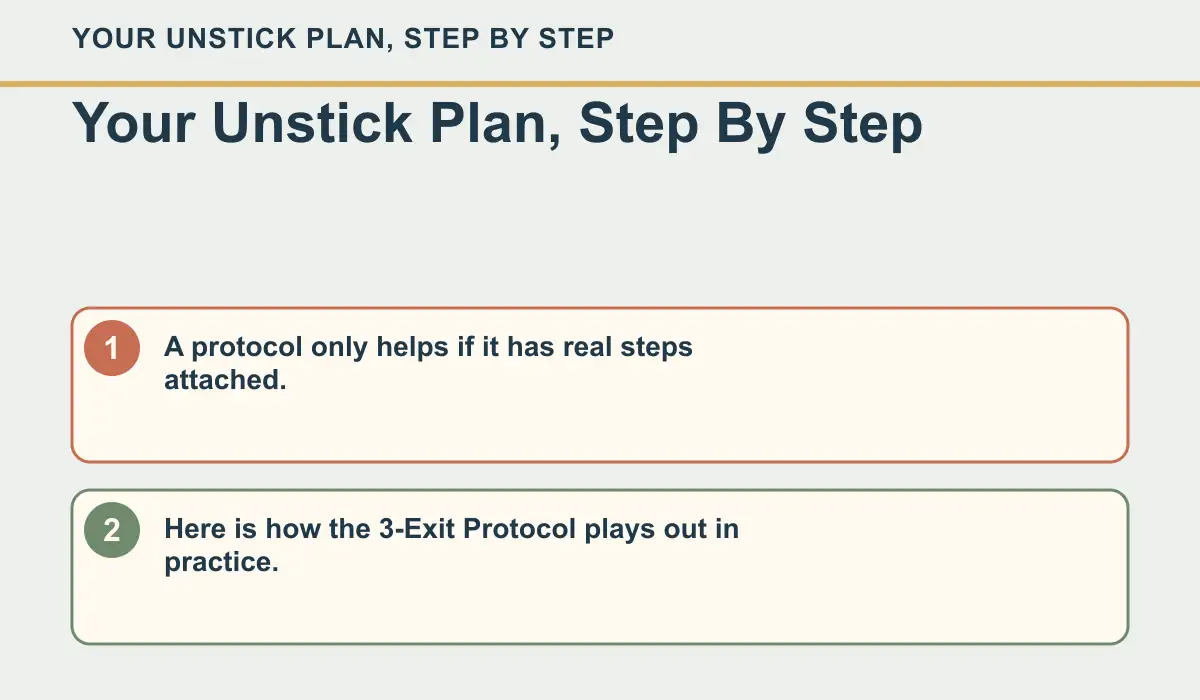 YOUR UNSTICK PLAN, STEP BY STEP
Your Unstick Plan, Step By Step
1
A protocol only helps if it has real steps
attached.
2
Here is how the 3-Exit Protocol plays out in
practice.